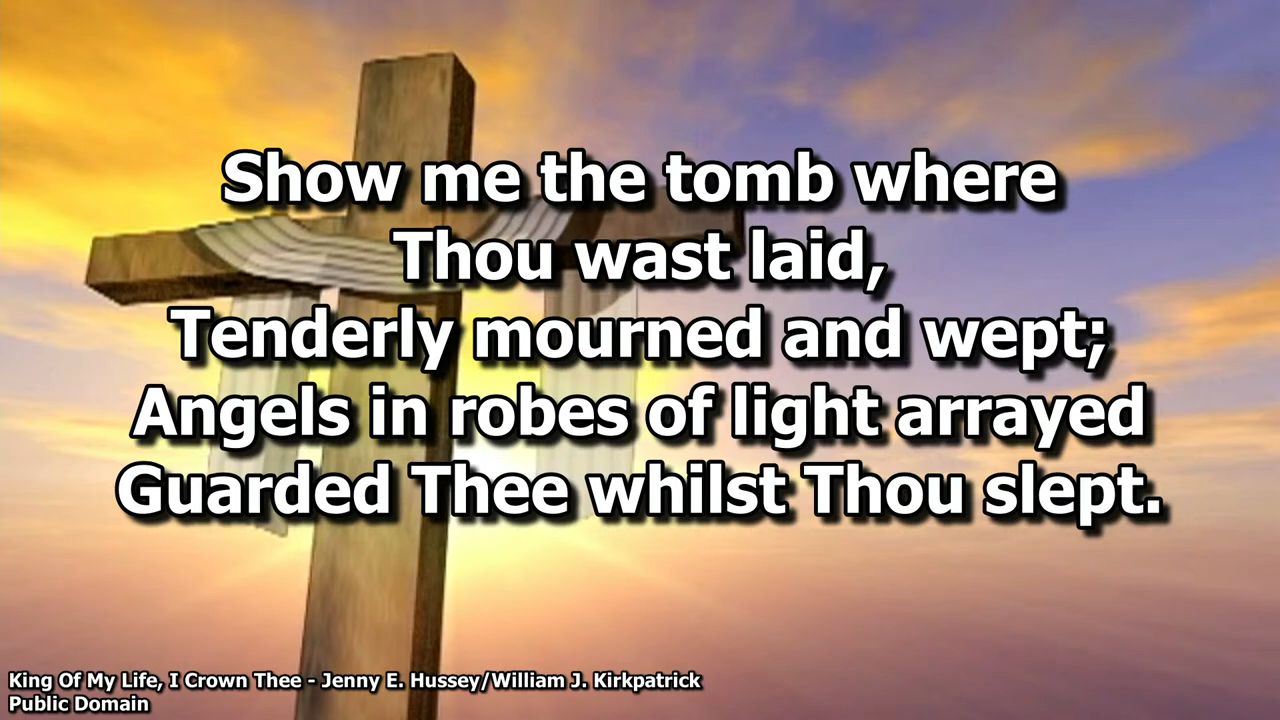 Show me the tomb where
Thou wast laid,
Tenderly mourned and wept;
Angels in robes of light arrayed
Guarded Thee whilst Thou slept.
King Of My Life, I Crown Thee - Jenny E. Hussey/William J. Kirkpatrick
Public Domain